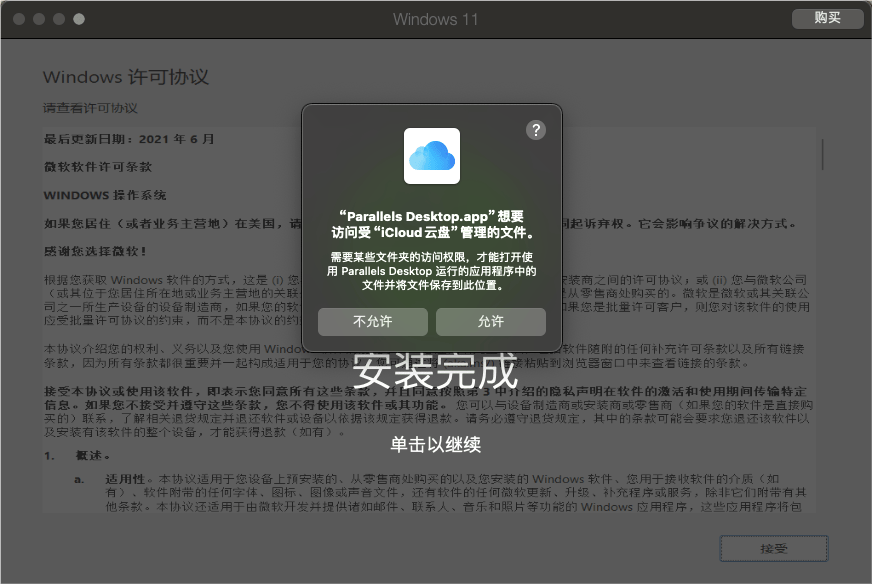 Windows 11
购买
Windows 许可协议
请查看许可协议
最后更新日期：2021 年 6 月
微软软件许可条款
WINDOWS 操作系统
如果您居住（或者业务主营地）在美国，请
同起诉弃权。它会影响争议的解决方式。
感谢您选择微软！
根据您获取 Windows 软件的方式，这是 (i) 您
安装商之间的许可协议；或 (ii) 您与微软公司
（或其位于您居住所在地或业务主营地的关联
是从零售商处购买的。微软是微软或其关联公
司之一所生产设备的设备制造商，如果您的软
如果您是批量许可客户，则您对该软件的使用
应受批量许可协议的约束，而不是本协议的约
?
“Parallels Desktop.app”想要
访问受“iCloud 云盘”管理的文件。
需要某些文件夹的访问权限，才能打开使
用 Parallels Desktop 运行的应用程序中的
文件并将文件保存到此位置。
不允许
允许
本协议介绍您的权利、义务以及您使用 Window
软件随附的任何补充许可条款以及所有链接
条款，因为所有条款都很重要并一起构成适用于您的协议
接粘贴到浏览器窗口中来查看链接的条款。
安装完成
接受本协议或使用该软件，即表示您同意所有这些条款，并且同意按照第 3 中介绍的隐私声明在软件的激活和使用期间传输特定
信息。如果您不接受并遵守这些条款，您不得使用该软件或其功能。 您可以与设备制造商或安装商或零售商（如果您的软件是直接购
买的）联系，了解相关退货规定并退还软件或设备以依据该规定获得退款。请务必遵守退货规定，其中的条款可能会要求您退还该软件以
及安装有该软件的整个设备，才能获得退款（如有）。
单击以继续
1. 概述。
a. 适用性。本协议适用于您设备上预安装的、从零售商处购买的以及您安装的 Windows 软件、您用于接收软件的介质（如
有）、软件附带的任何字体、图标、图像或声音文件，还有软件的任何微软更新、升级、补充程序或服务，除非它们附带有其
他条款。本协议还适用于由微软开发并提供诸如邮件、联系人、音乐和照片等功能的 Windows 应用程序，这些应用程序将包
接受